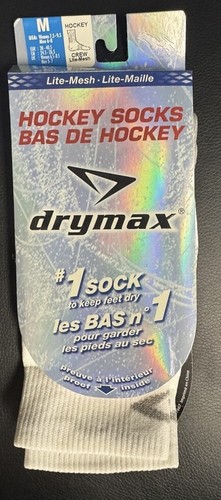 M
HOCKEY
CREW
Lite-Mesh
Lite-Mesh · Lite-Maille
HOCKEY SOCKS
BAS DE HOCKEY
drymax®
#1 SOCK
to keep feet dry
les BAS n° 1
pour garder
les pieds au sec
preuve à l'intérieur
proof inside